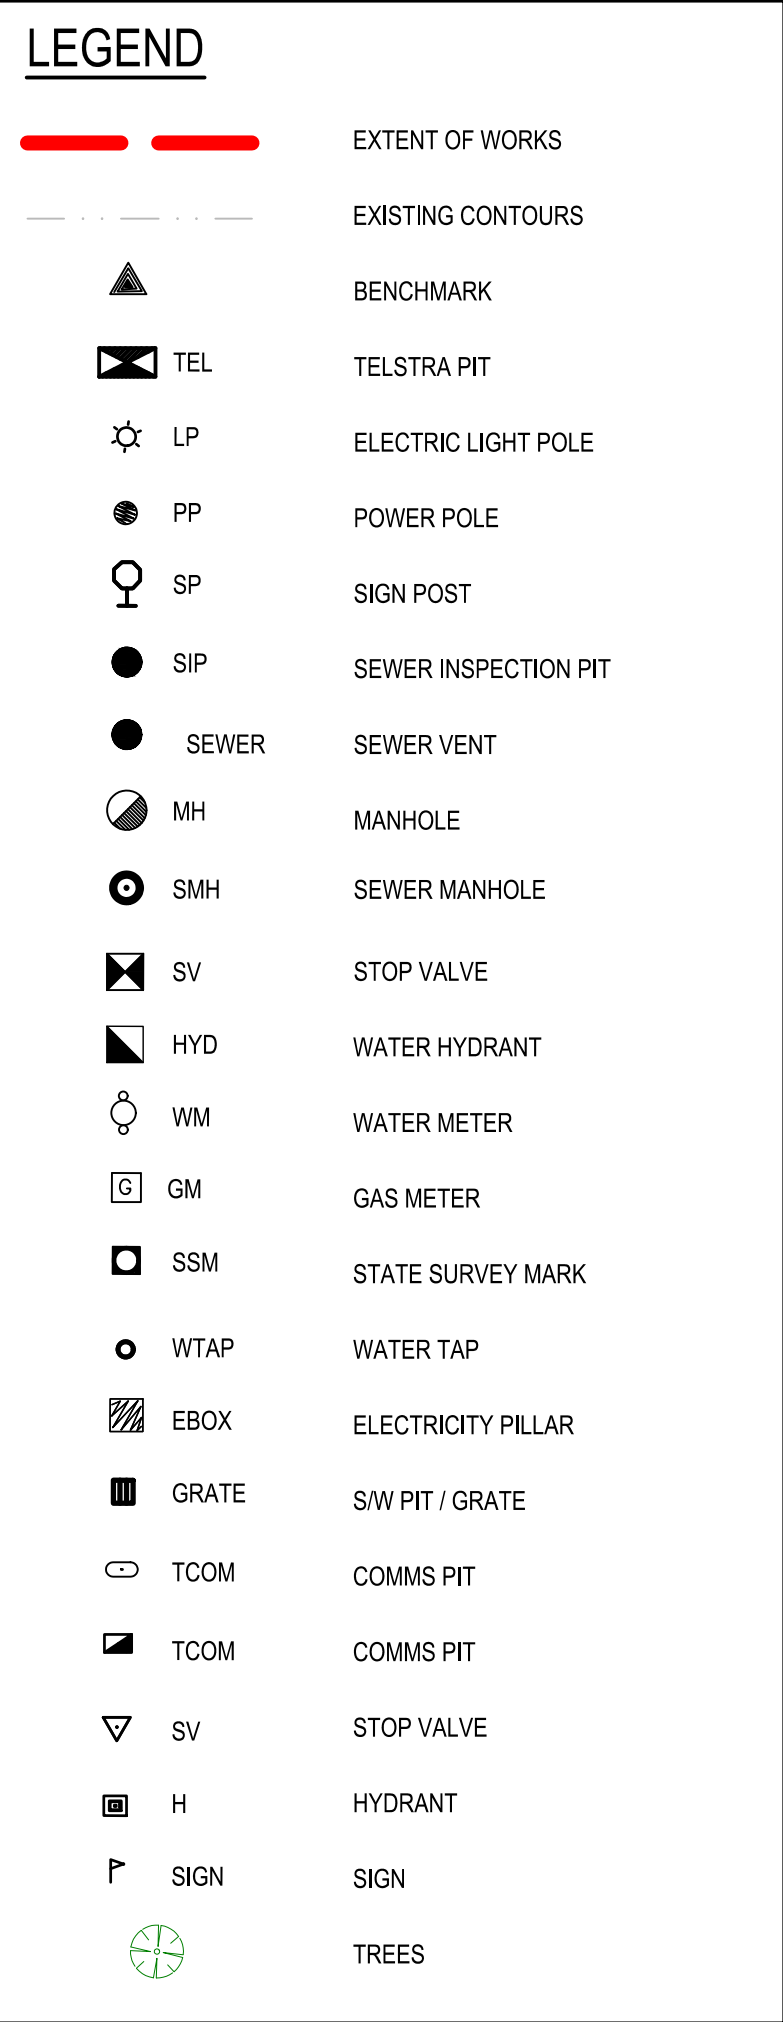 LEGEND
EXTENT OF WORKS
EXISTING CONTOURS
BENCHMARK
TEL TELSTRA PIT
LP ELECTRIC LIGHT POLE
PP POWER POLE
SP SIGN POST
SIP SEWER INSPECTION PIT
SEWER SEWER VENT
MH MANHOLE
SMH SEWER MANHOLE
SV STOP VALVE
HYD WATER HYDRANT
WM WATER METER
G GM GAS METER
SSM STATE SURVEY MARK
WTAP WATER TAP
EBOX ELECTRICITY PILLAR
GRATE S/W PIT / GRATE
TCOM COMMS PIT
TCOM COMMS PIT
SV STOP VALVE
H HYDRANT
SIGN SIGN
TREES